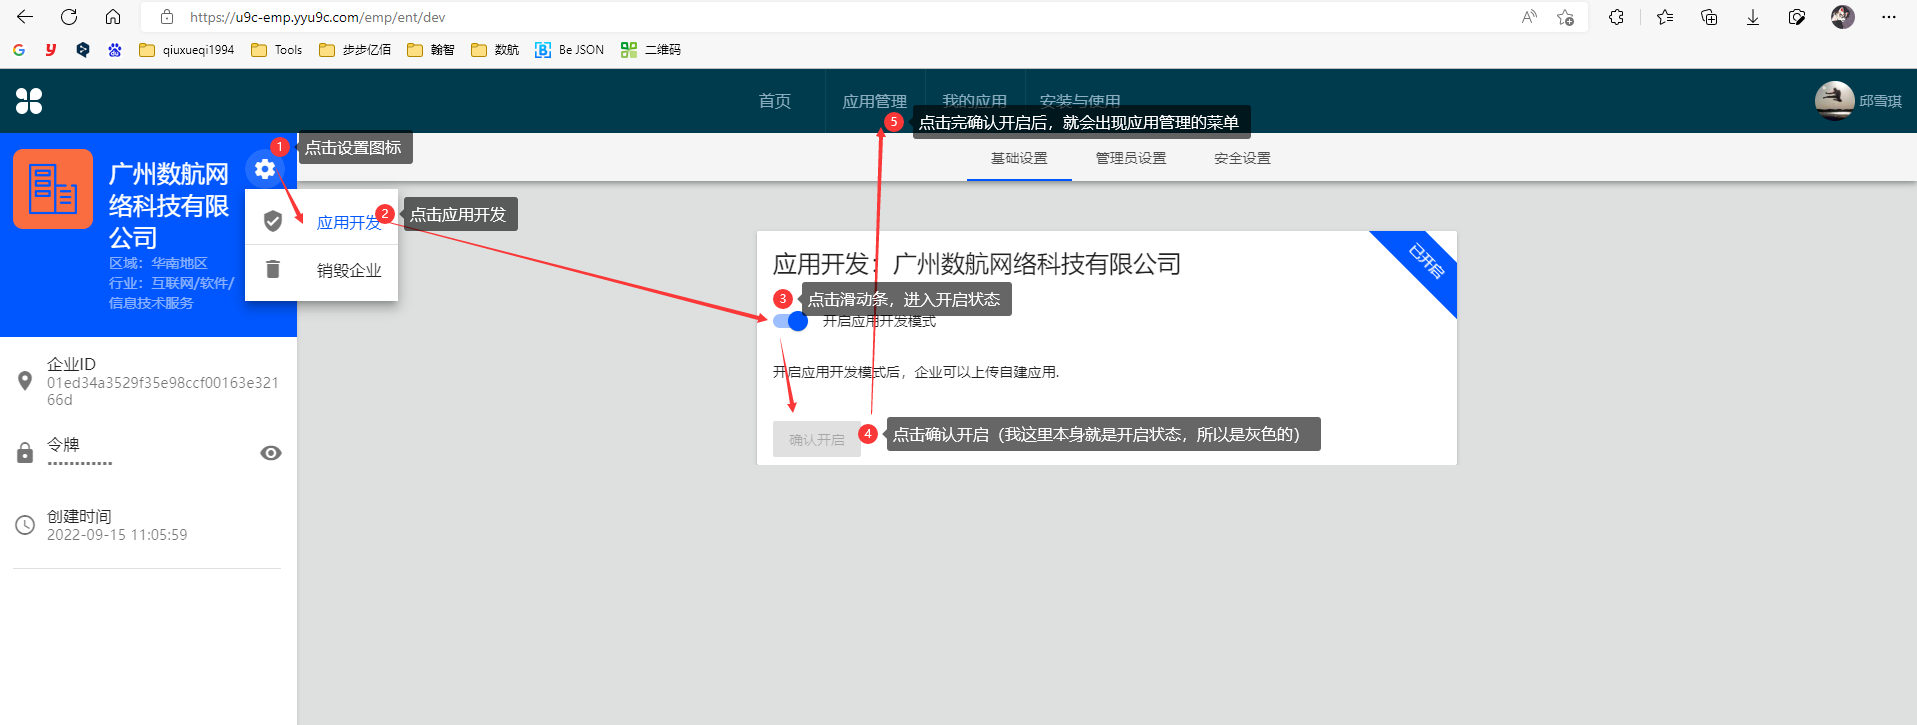 https://u9c-emp.yyu9c.com/emp/ent/dev
qiuxueqi1994
Tools
步步亿佰
翰智
数航
Be JSON
二维码
首页
应用管理
我的应用
安装与使用
邱雪琪
5
点击完确认开启后，就会出现应用管理的菜单
1
点击设置图标
基础设置
管理员设置
安全设置
广州数航网
络科技有限
公司
区域：华南地区
行业：互联网/软件/
信息技术服务
应用开发
2
点击应用开发
销毁企业
应用开发：广州数航网络科技有限公司
已开启
3
点击滑动条，进入开启状态
开启应用开发模式
开启应用开发模式后，企业可以上传自建应用.
确认开启
4
点击确认开启（我这里本身就是开启状态，所以是灰色的）
企业ID
01ed34a3529f35e98ccf00163e321
66d
令牌
••••••••••••
创建时间
2022-09-15 11:05:59